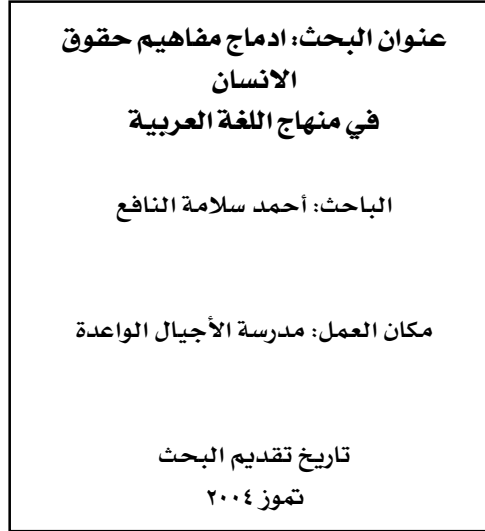 عنوان البحث: ادماج مفاهيم حقوق
الانسان
في منهاج اللغة العربية
الباحث: أحمد سلامة النافع
مكان العمل: مدرسة الأجيال الواعدة
تاريخ تقديم البحث
تموز ٢٠٠٤